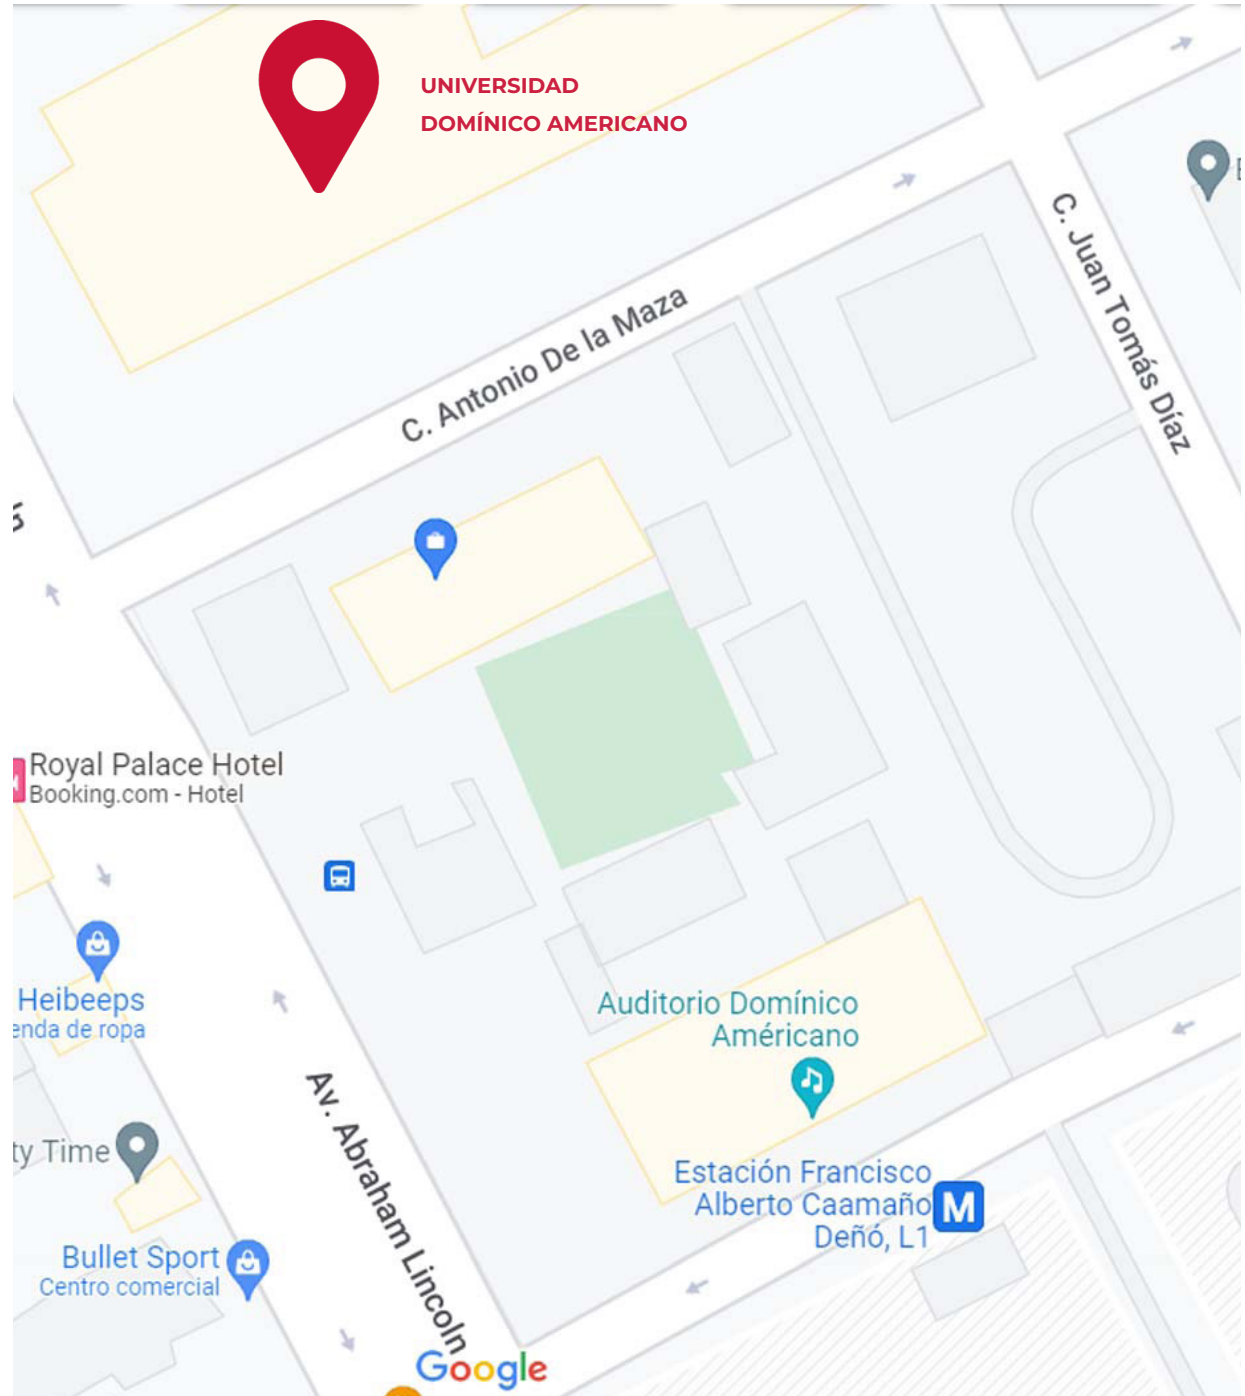 UNIVERSIDAD
DOMÍNICO AMERICANO
C. Juan Tomás Díaz
C. Antonio De la Maza
Royal Palace Hotel
Booking.com - Hotel
Heibeeps
enda de ropa
Auditorio Domínico
Américano
Av. Abraham Lincoln
ty Time
Estación Francisco
Alberto Caamaño
Deñó, L1
M
Bullet Sport
Centro comercial
Google